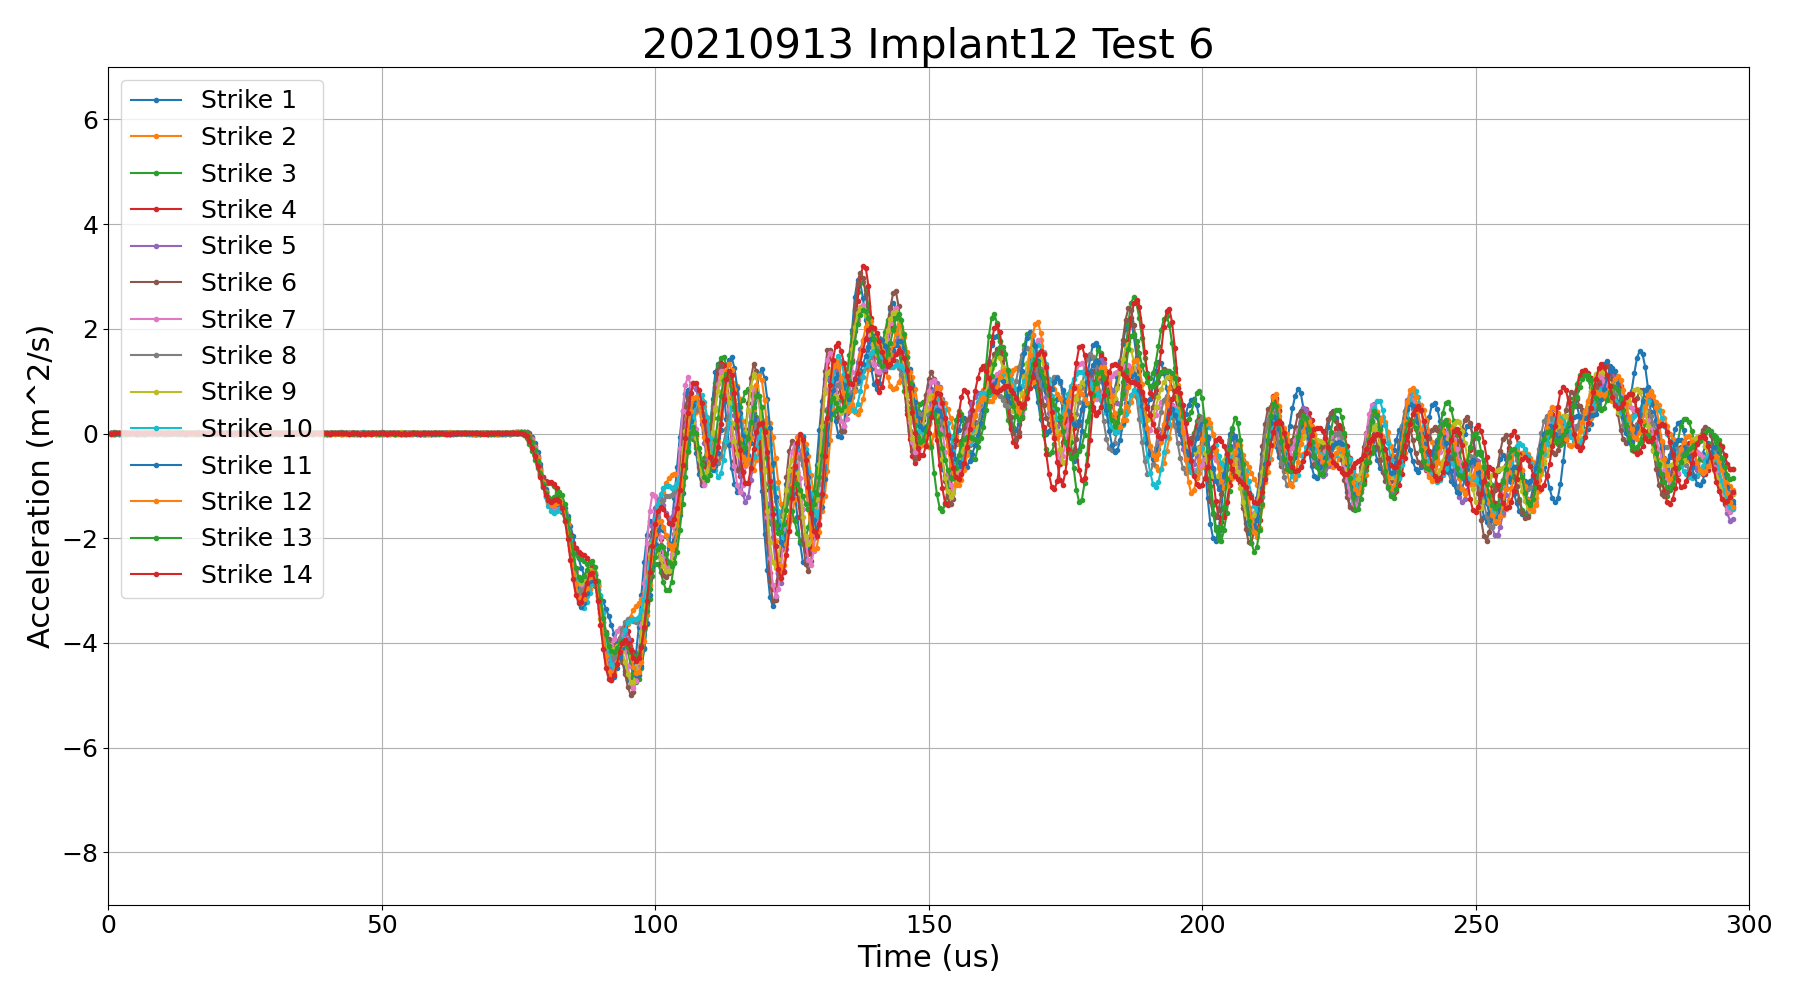 20210913 Implant12 Test 6
Strike 1
Strike 2
Strike 3
Strike 4
Strike 5
Strike 6
Strike 7
Strike 8
Strike 9
Strike 10
Strike 11
Strike 12
Strike 13
Strike 14
Acceleration (m^2/s)
6
4
2
0
−2
−4
−6
−8
0 50 100 150 200 250 300
Time (us)